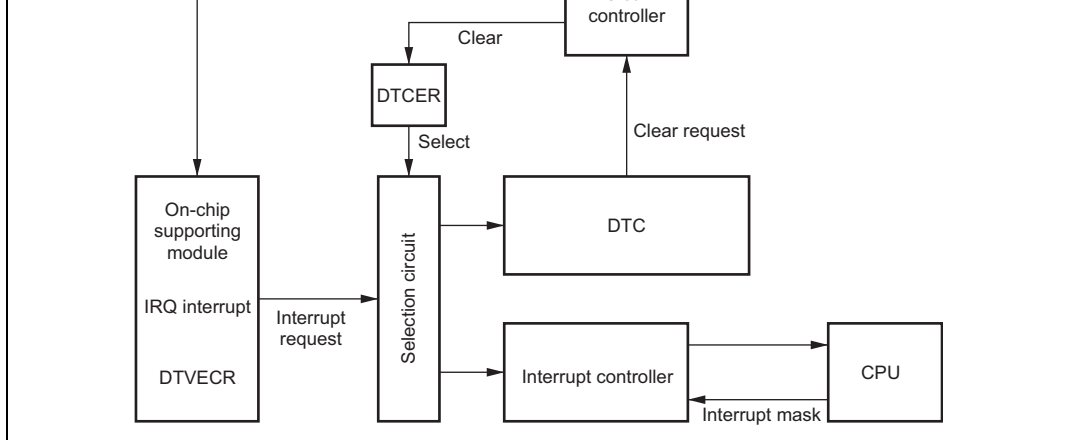 controller
Clear
DTCER
Clear request
Select
On-chip
supporting
module
DTC
Selection circuit
IRQ interrupt
Interrupt
request
DTVECR
Interrupt controller
CPU
Interrupt mask